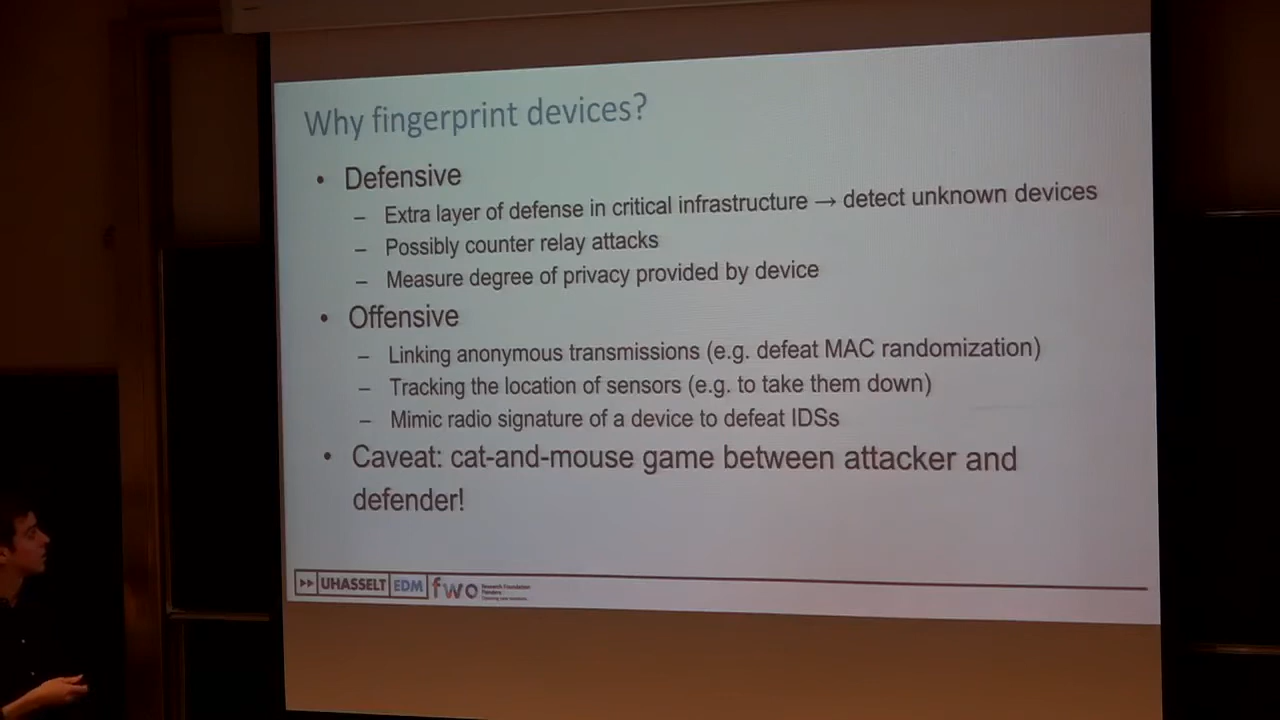 Why fingerprint devices?
• Defensive
– Extra layer of defense in critical infrastructure → detect unknown devices
– Possibly counter relay attacks
– Measure degree of privacy provided by device
• Offensive
– Linking anonymous transmissions (e.g. defeat MAC randomization)
– Tracking the location of sensors (e.g. to take them down)
– Mimic radio signature of a device to defeat IDSs
• Caveat: cat-and-mouse game between attacker and
defender!
UHASSELT EDM fwo
Research Foundation
Flanders